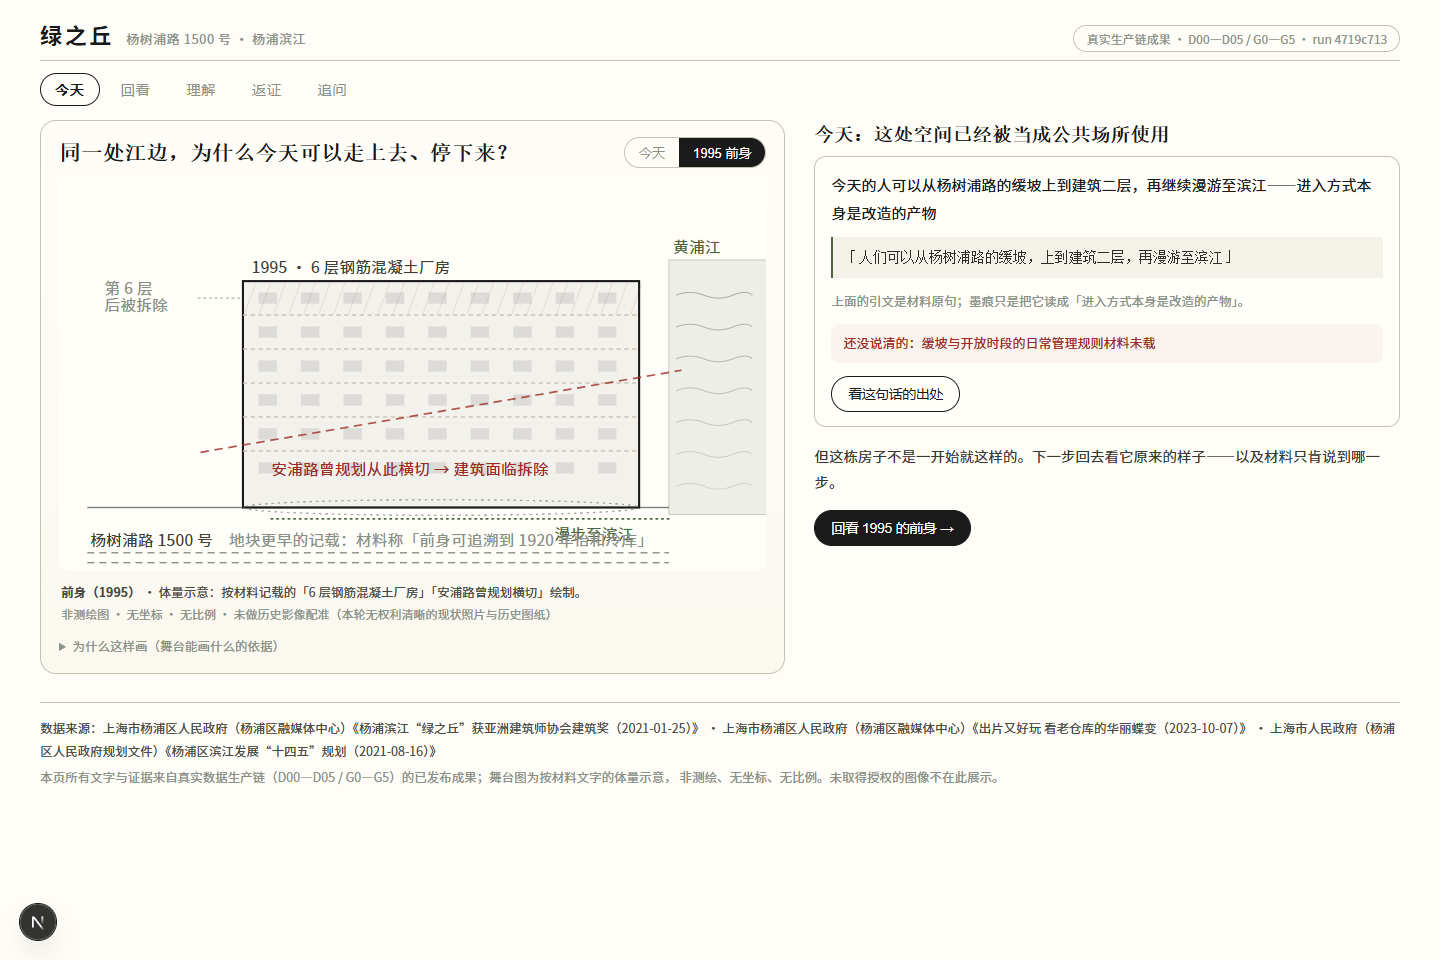 绿之丘 杨树浦路 1500 号 · 杨浦滨江
真实生产链成果 · D00—D05 / G0—G5 · run 4719c713
今天 回看 理解 返证 追问
同一处江边，为什么今天可以走上去、停下来？
今天 1995 前身
黄浦江
1995 · 6 层钢筋混凝土厂房
第 6 层
后被拆除
安浦路曾规划从此横切 → 建筑面临拆除
漫步至滨江
杨树浦路 1500 号 地块更早的记载：材料称「前身可追溯到 1920 年怡和冷库」
前身（1995） · 体量示意：按材料记载的「6 层钢筋混凝土厂房」「安浦路曾规划横切」绘制。
非测绘图 · 无坐标 · 无比例 · 未做历史影像配准（本轮无权利清晰的现状照片与历史图纸）
▶ 为什么这样画（舞台能画什么的依据）
今天：这处空间已经被当成公共场所使用
今天的人可以从杨树浦路的缓坡上到建筑二层，再继续漫游至滨江——进入方式本
身是改造的产物
「人们可以从杨树浦路的缓坡，上到建筑二层，再漫游至滨江」
上面的引文是材料原句；墨痕只是把它读成「进入方式本身是改造的产物」。
还没说清的：缓坡与开放时段的日常管理规则材料未载
看这句话的出处
但这栋房子不是一开始就这样的。下一步回去看它原来的样子——以及材料只肯说到哪一
步。
回看 1995 的前身 →
数据来源：上海市杨浦区人民政府（杨浦区融媒体中心）《杨浦滨江“绿之丘”获亚洲建筑师协会建筑奖（2021-01-25）》 · 上海市杨浦区人民政府（杨浦区融媒体中心）《出片又好玩 看老仓库的华丽蝶变（2023-10-07）》 · 上海市人民政府（杨浦
区人民政府规划文件）《杨浦区滨江发展“十四五”规划（2021-08-16）》
本页所有文字与证据来自真实数据生产链（D00—D05 / G0—G5）的已发布成果；舞台图为按材料文字的体量示意， 非测绘、无坐标、无比例。未取得授权的图像不在此展示。
N